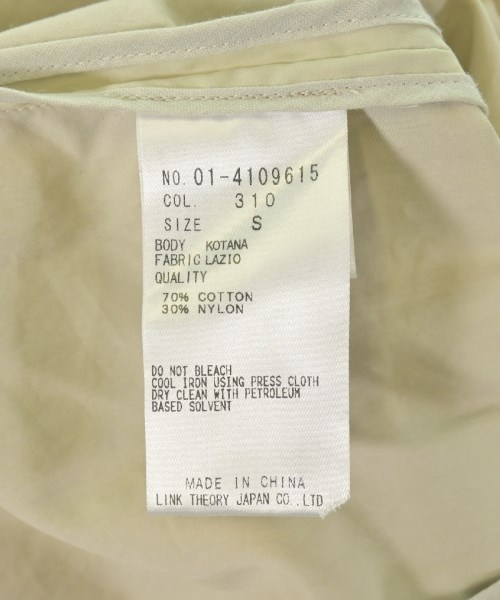 NO. 01-4109615
COL. 310
SIZE S
BODY KOTANA
FABRIC LAZIO
QUALITY
70% COTTON
30% NYLON
DO NOT BLEACH
COOL IRON USING PRESS CLOTH
DRY CLEAN WITH PETROLEUM
BASED SOLVENT
MADE IN CHINA
LINK THEORY JAPAN CO.,LTD